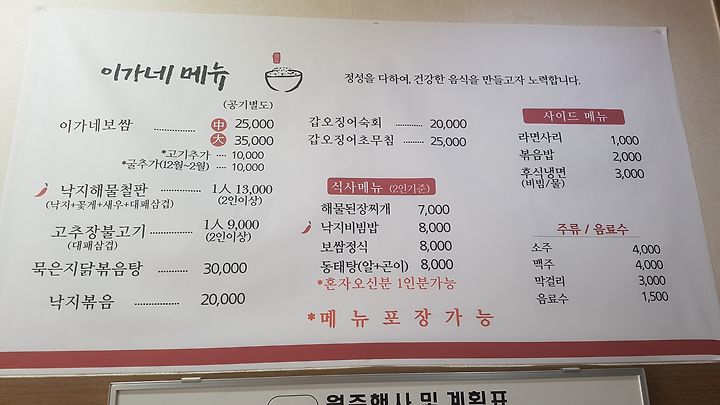 이가네 메뉴
정성을 다하여, 건강한 음식을 만들고자 노력합니다.
(공기별도)
이가네보쌈 ............... 中 25,000
大 35,000
*고기추가 .... 10,000
*굴추가(12월~2월) .... 10,000
낙지해물철판 ........... 1人 13,000
(낙지+꽃게+새우+대패삼겹) (2인이상)
고추장불고기 ........... 1人 9,000
(대패삼겹) (2인이상)
묵은지닭볶음탕 ........... 30,000
낙지볶음 ............... 20,000
갑오징어숙회 ........... 20,000
갑오징어초무침 ........ 25,000
식사메뉴 (2인기준)
해물된장찌개 7,000
낙지비빔밥 8,000
보쌈정식 8,000
동태탕(알+곤이) 8,000
*혼자오신분 1인분가능
*메뉴포장가능
사이드 메뉴
라면사리 1,000
볶음밥 2,000
후식냉면 3,000
(비빔/물)
주류 / 음료수
소주 4,000
맥주 4,000
막걸리 3,000
음료수 1,500
월중행사 및 계획표